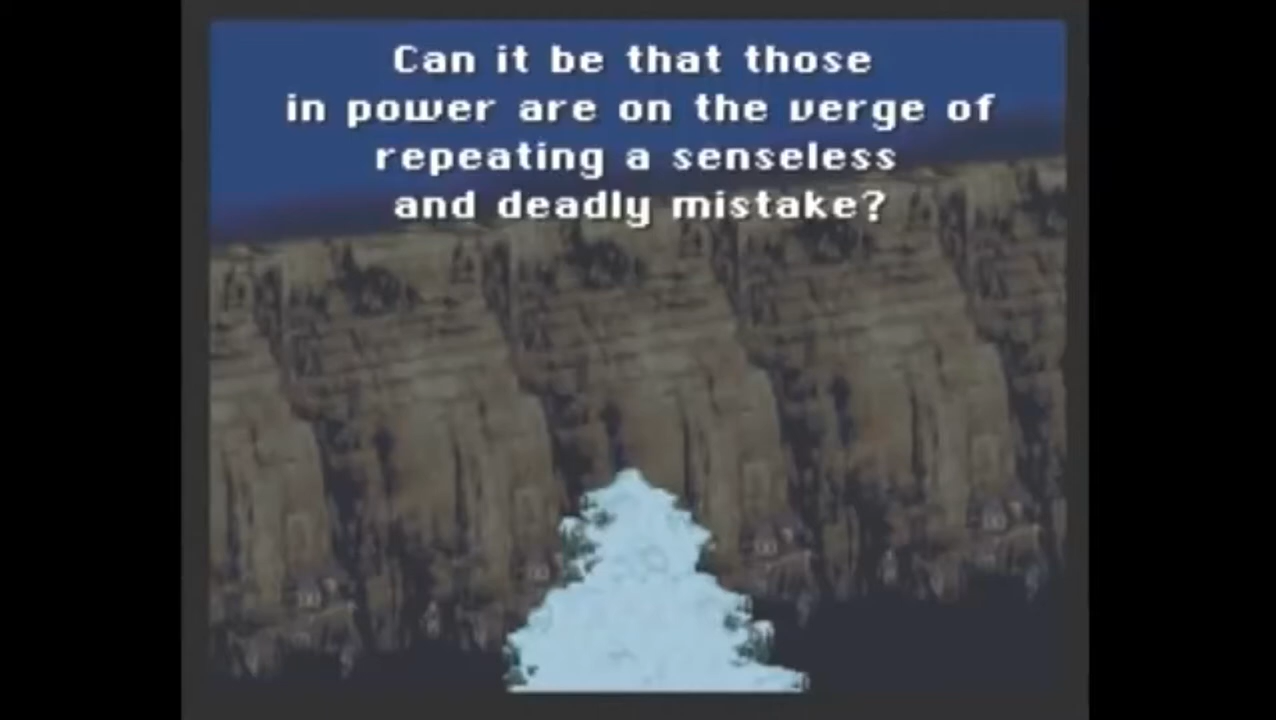 Can it be that those
in power are on the verge of
repeating a senseless
and deadly mistake?